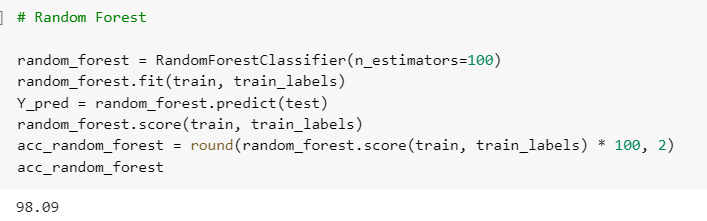 # Random Forest
random_forest = RandomForestClassifier(n_estimators=100)
random_forest.fit(train, train_labels)
Y_pred = random_forest.predict(test)
random_forest.score(train, train_labels)
acc_random_forest = round(random_forest.score(train, train_labels) * 100, 2)
acc_random_forest
98.09